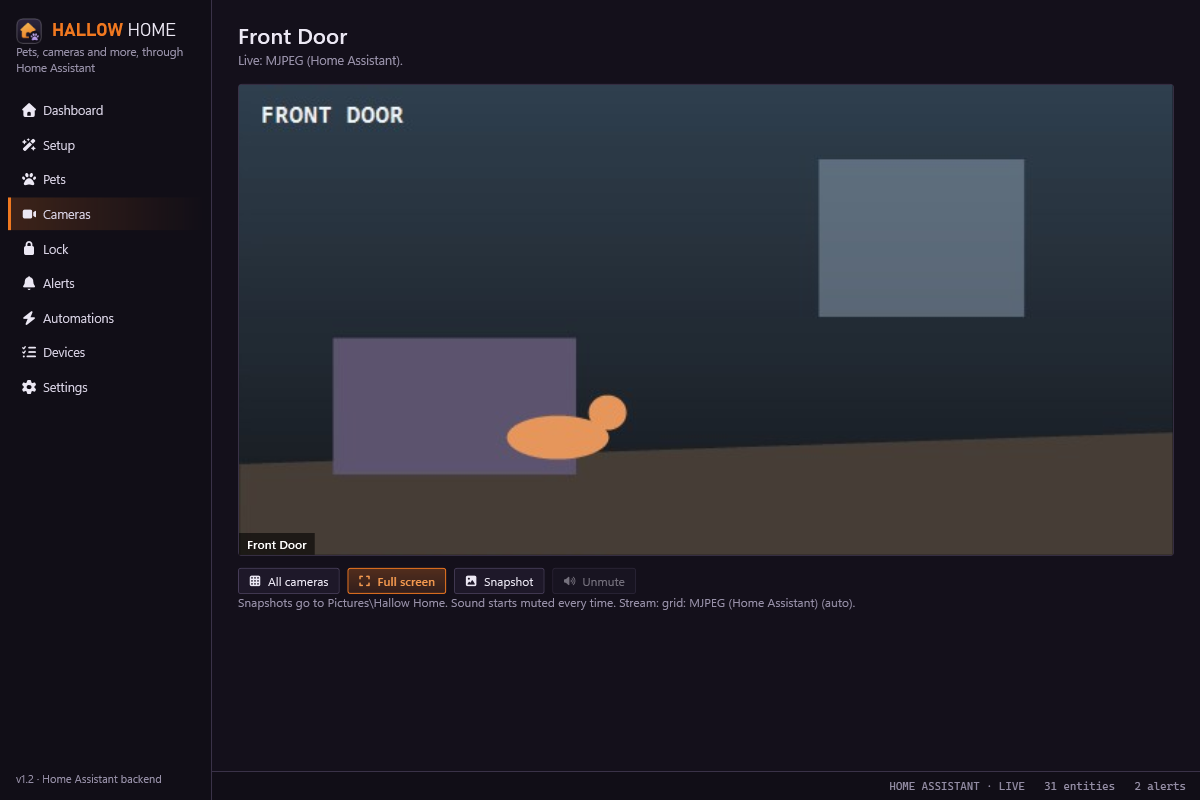 HALLOW HOME
Pets, cameras and more, through
Home Assistant
Dashboard
Setup
Pets
Cameras
Lock
Alerts
Automations
Devices
Settings
v1.2 · Home Assistant backend
Front Door
Live: MJPEG (Home Assistant).
FRONT DOOR
Front Door
All cameras
Full screen
Snapshot
Unmute
Snapshots go to Pictures\Hallow Home. Sound starts muted every time. Stream: grid: MJPEG (Home Assistant) (auto).
HOME ASSISTANT · LIVE 31 entities 2 alerts